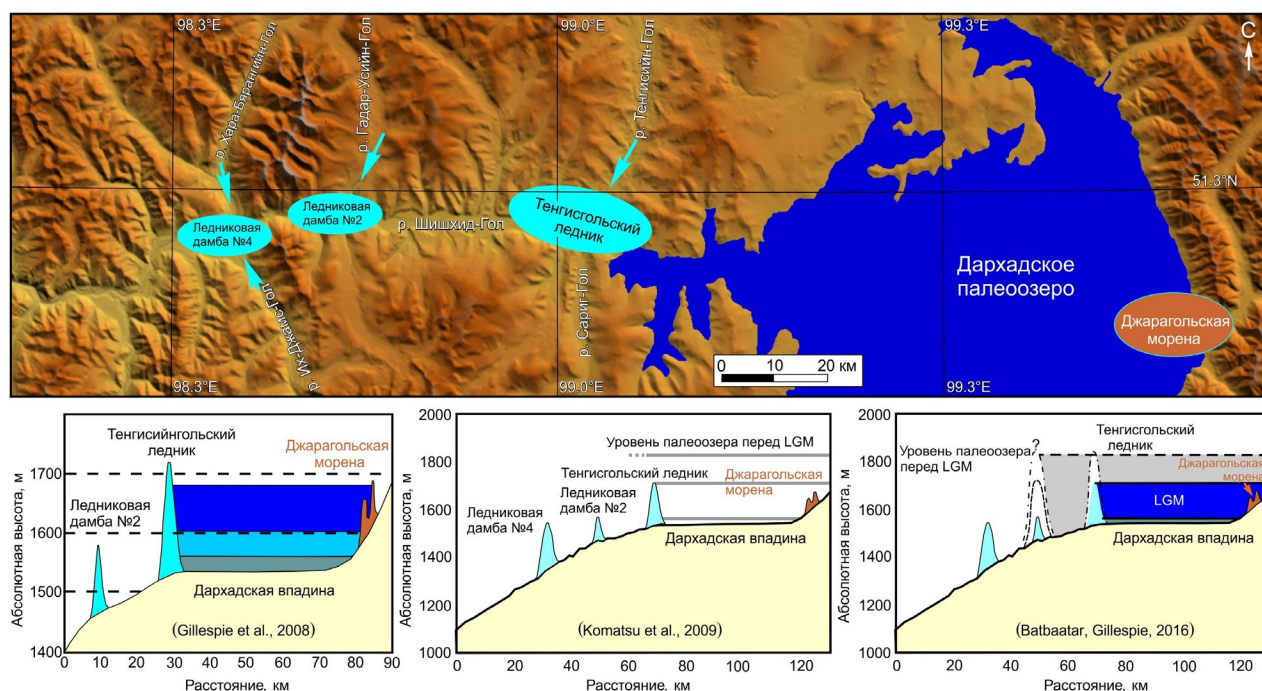 98.3°E
99.0°E
99.3°E
С
р. Хара-Бярангийн-Гол
р. Гадар-Усийн-Гол
р. Тенгисийн-Гол
51.3°N
Ледниковая
дамба №4
Ледниковая
дамба №2
р. Шишхид-Гол
Тенгисгольский
ледник
Дархадское
палеоозеро
Джарагольская
морена
р. Их-Джамс-Гол
р. Сариг-Гол
0 10 20 км
98.3°E
99.0°E
99.3°E
Абсолютная высота, м
1700
1600
1500
1400
Тенгисийнгольский
ледник
Джарагольская
морена
Ледниковая
дамба №2
Дархадская впадина
(Gillespie et al., 2008)
0 10 20 30 40 50 60 70 80 90
Расстояние, км
Абсолютная высота, м
2000
1800
1600
1400
1200
1000
Уровень палеоозера перед LGM
Тенгисгольский ледник
Джарагольская
морена
Ледниковая
дамба №2
Ледниковая
дамба №4
Дархадская впадина
(Komatsu et al., 2009)
0 20 40 60 80 100 120
Расстояние, км
Абсолютная высота, м
2000
1800
1600
1400
1200
1000
Уровень палеоозера
перед LGM
?
Тенгисгольский
ледник
Джарагольская
морена
LGM
Дархадская впадина
(Batbaatar, Gillespie, 2016)
0 20 40 60 80 100 120
Расстояние, км